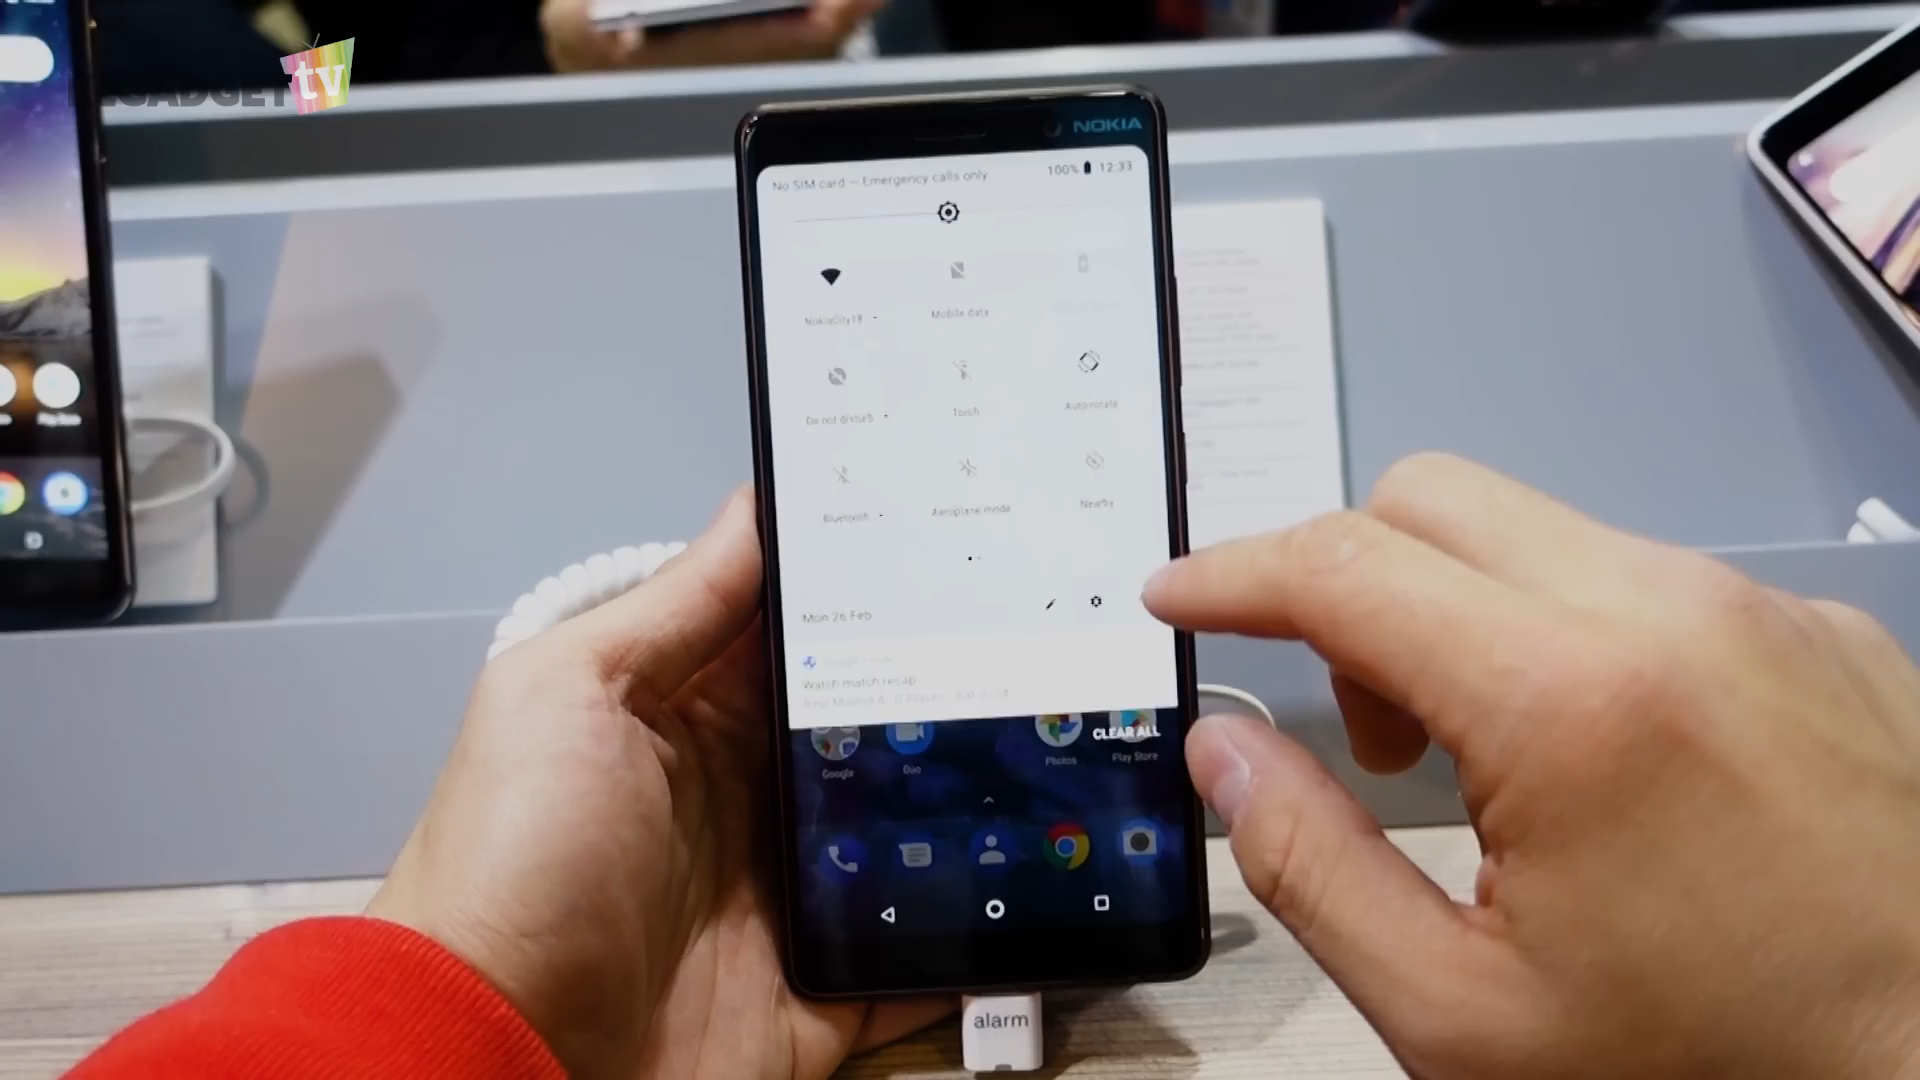 tv
NOKIA
No SIM card — Emergency calls only
100% 12:33
NokiaCity18
Mobile data
Do not disturb
Torch
Auto-rotate
Bluetooth
Aeroplane mode
Nearby
Mon 26 Feb
Watch match recap
CLEAR ALL
Google
Duo
Photos
Play Store
alarm